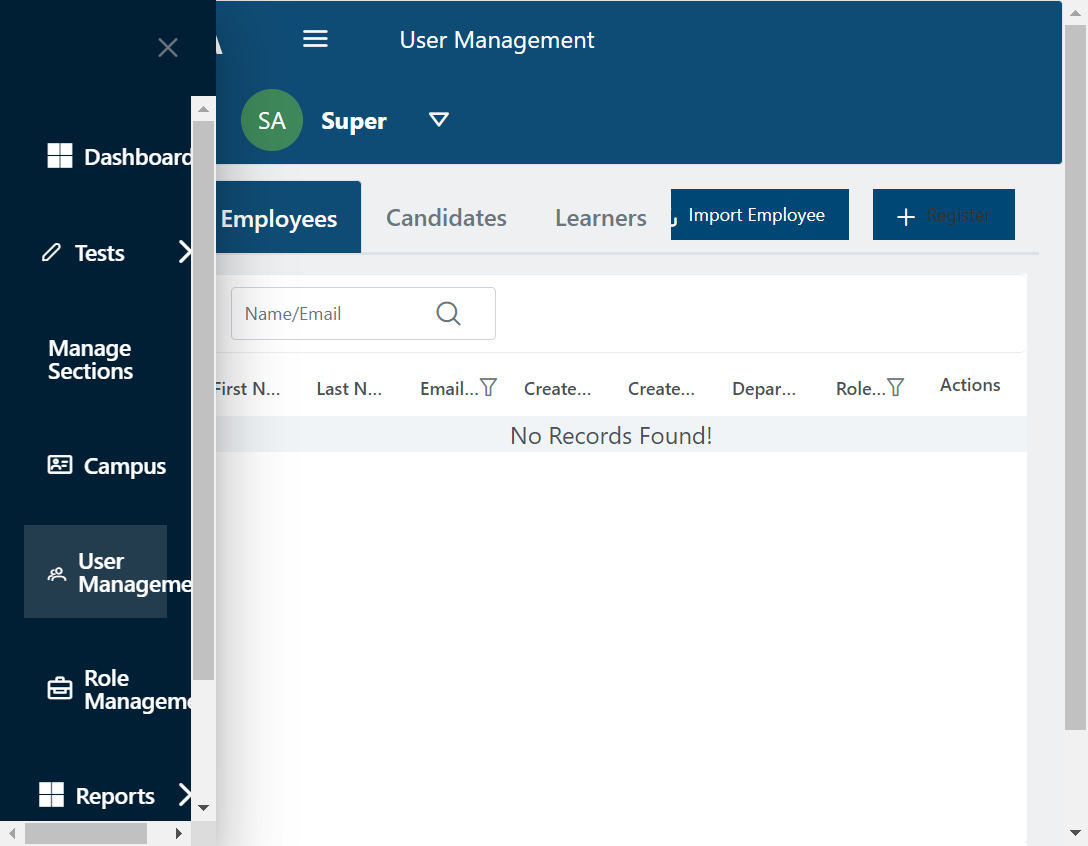 User Management
SA
Super
Dashboard
Tests
Manage
Sections
Campus
User
Manageme
Role
Manageme
Reports
Employees
Candidates
Learners
Import Employee
Register
Name/Email
First N...
Last N...
Email...
Create...
Create...
Depar...
Role...
Actions
No Records Found!